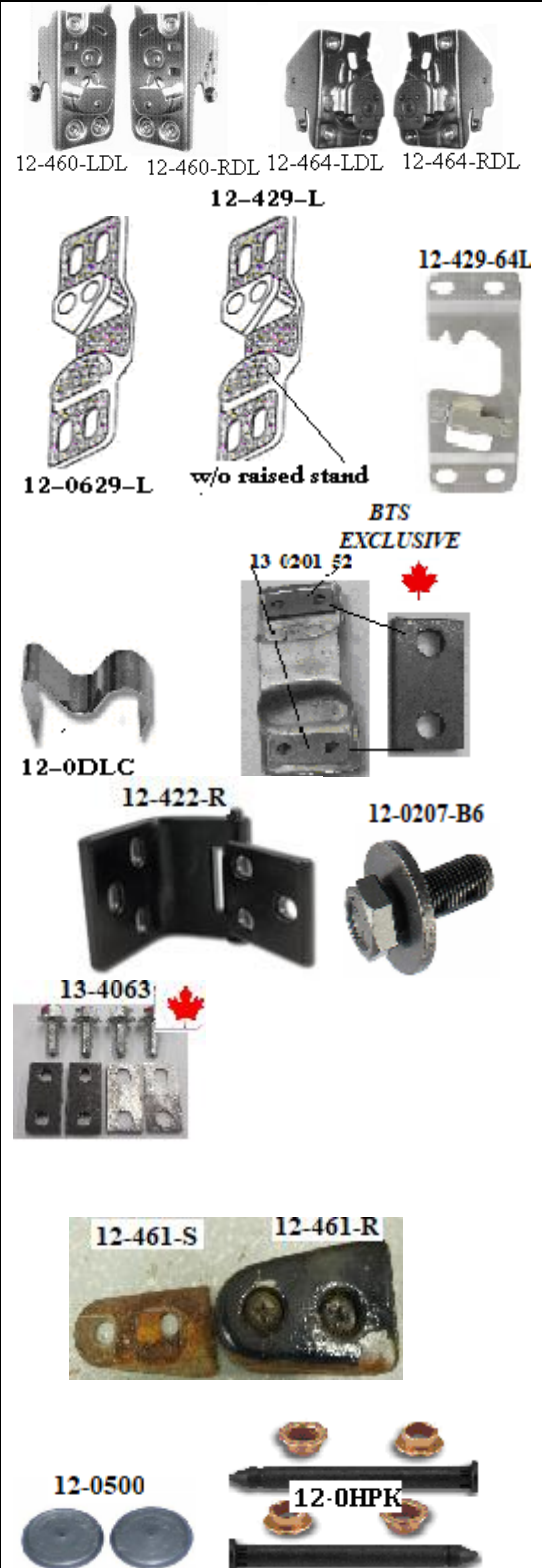 12-460-LDL 12-460-RDL 12-464-LDL 12-464-RDL
12-429-L
12-429-64L
12-0629-L
w/o raised stand
BTS
EXCLUSIVE
13 0201 52
12-0DLC
12-422-R
12-0207-B6
13-4063
12-461-S
12-461-R
12-0500
12-0HPK